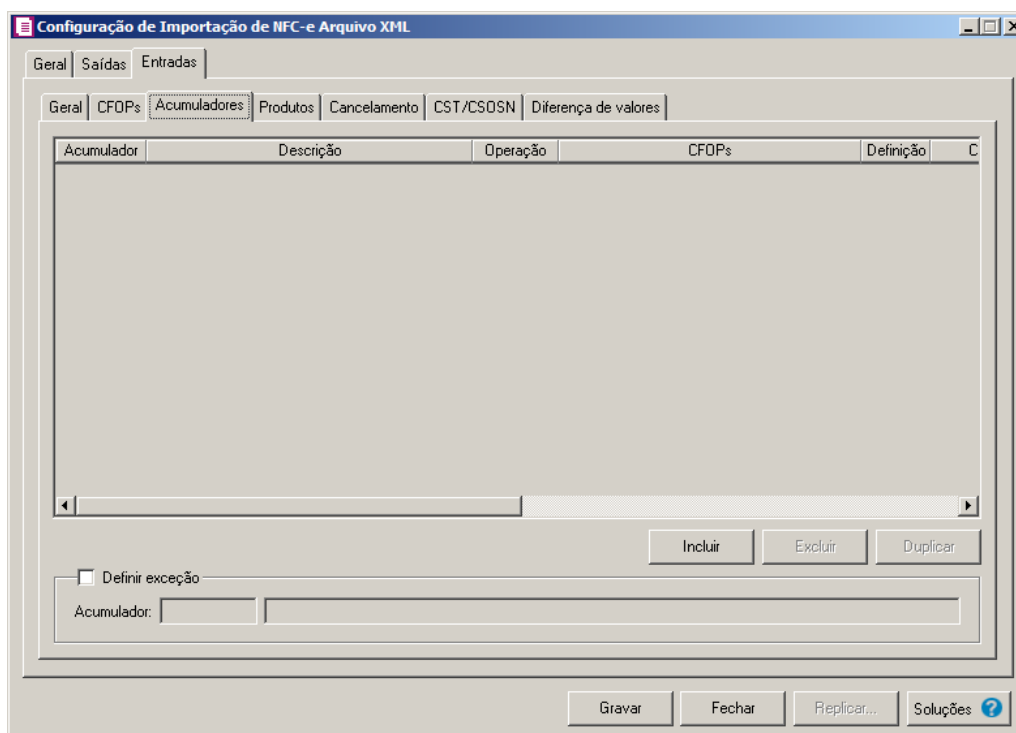 Configuração de Importação de NFC-e Arquivo XML
Geral Saídas Entradas
Geral CFOPs Acumuladores Produtos Cancelamento CST/CSOSN Diferença de valores
Acumulador Descrição Operação CFOPs Definição C
Incluir Excluir Duplicar
Definir exceção
Acumulador:
Gravar Fechar Replicar... Soluções ?